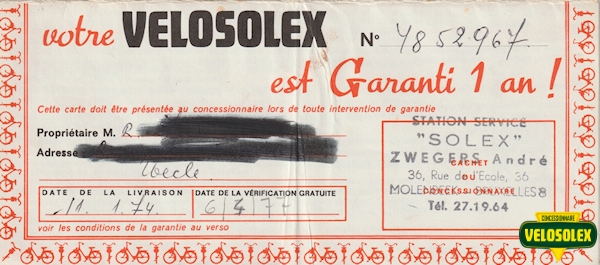 votre VELOSOLEX N° 4852967.
est Garanti 1 an !
Cette carte doit être présentée au concessionnaire lors de toute intervention de garantie
Propriétaire M. R
Adresse
STATION SERVICE
"SOLEX"
ZWEGERS André
36, Rue de l'Ecole, 36
Tél. 27.19.64
CACHET
DU
CONCESSIONNAIRE
DATE DE LA LIVRAISON
11. 1.74
DATE DE LA VÉRIFICATION GRATUITE
voir les conditions de la garantie au verso
CONCESSIONNAIRE
VELOSOLEX